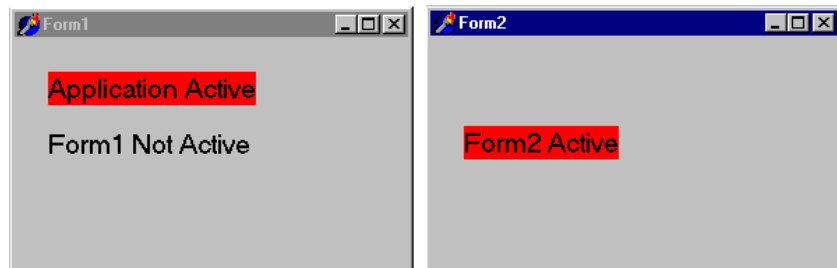 Form1
Application Active
Form1 Not Active
Form2
Form2 Active